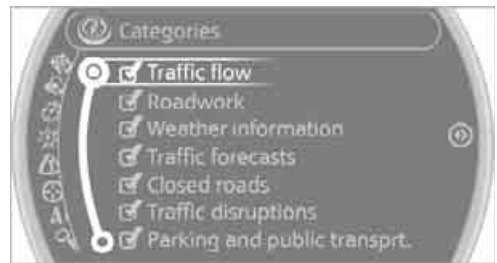 Categories
Traffic flow
Roadwork
Weather information
Traffic forecasts
Closed roads
Traffic disruptions
Parking and public transprt.